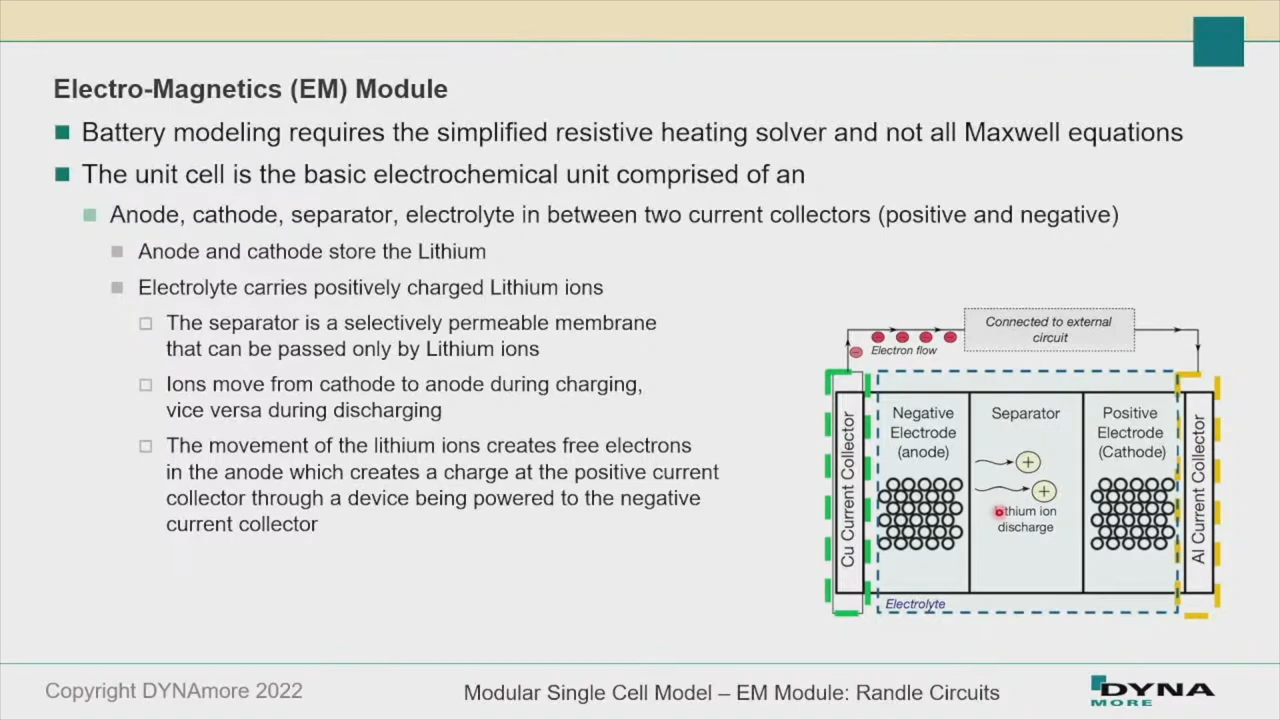 Electro-Magnetics (EM) Module
Battery modeling requires the simplified resistive heating solver and not all Maxwell equations
The unit cell is the basic electrochemical unit comprised of an
Anode, cathode, separator, electrolyte in between two current collectors (positive and negative)
Anode and cathode store the Lithium
Electrolyte carries positively charged Lithium ions
The separator is a selectively permeable membrane
that can be passed only by Lithium ions
Ions move from cathode to anode during charging,
vice versa during discharging
The movement of the lithium ions creates free electrons
in the anode which creates a charge at the positive current
collector through a device being powered to the negative
current collector
Connected to external
circuit
Electron flow
Cu Current Collector
Negative
Electrode
(anode)
Separator
Lithium ion
discharge
Positive
Electrode
(Cathode)
Al Current Collector
Electrolyte
Copyright DYNAmore 2022
Modular Single Cell Model – EM Module: Randle Circuits
DYNA
MORE